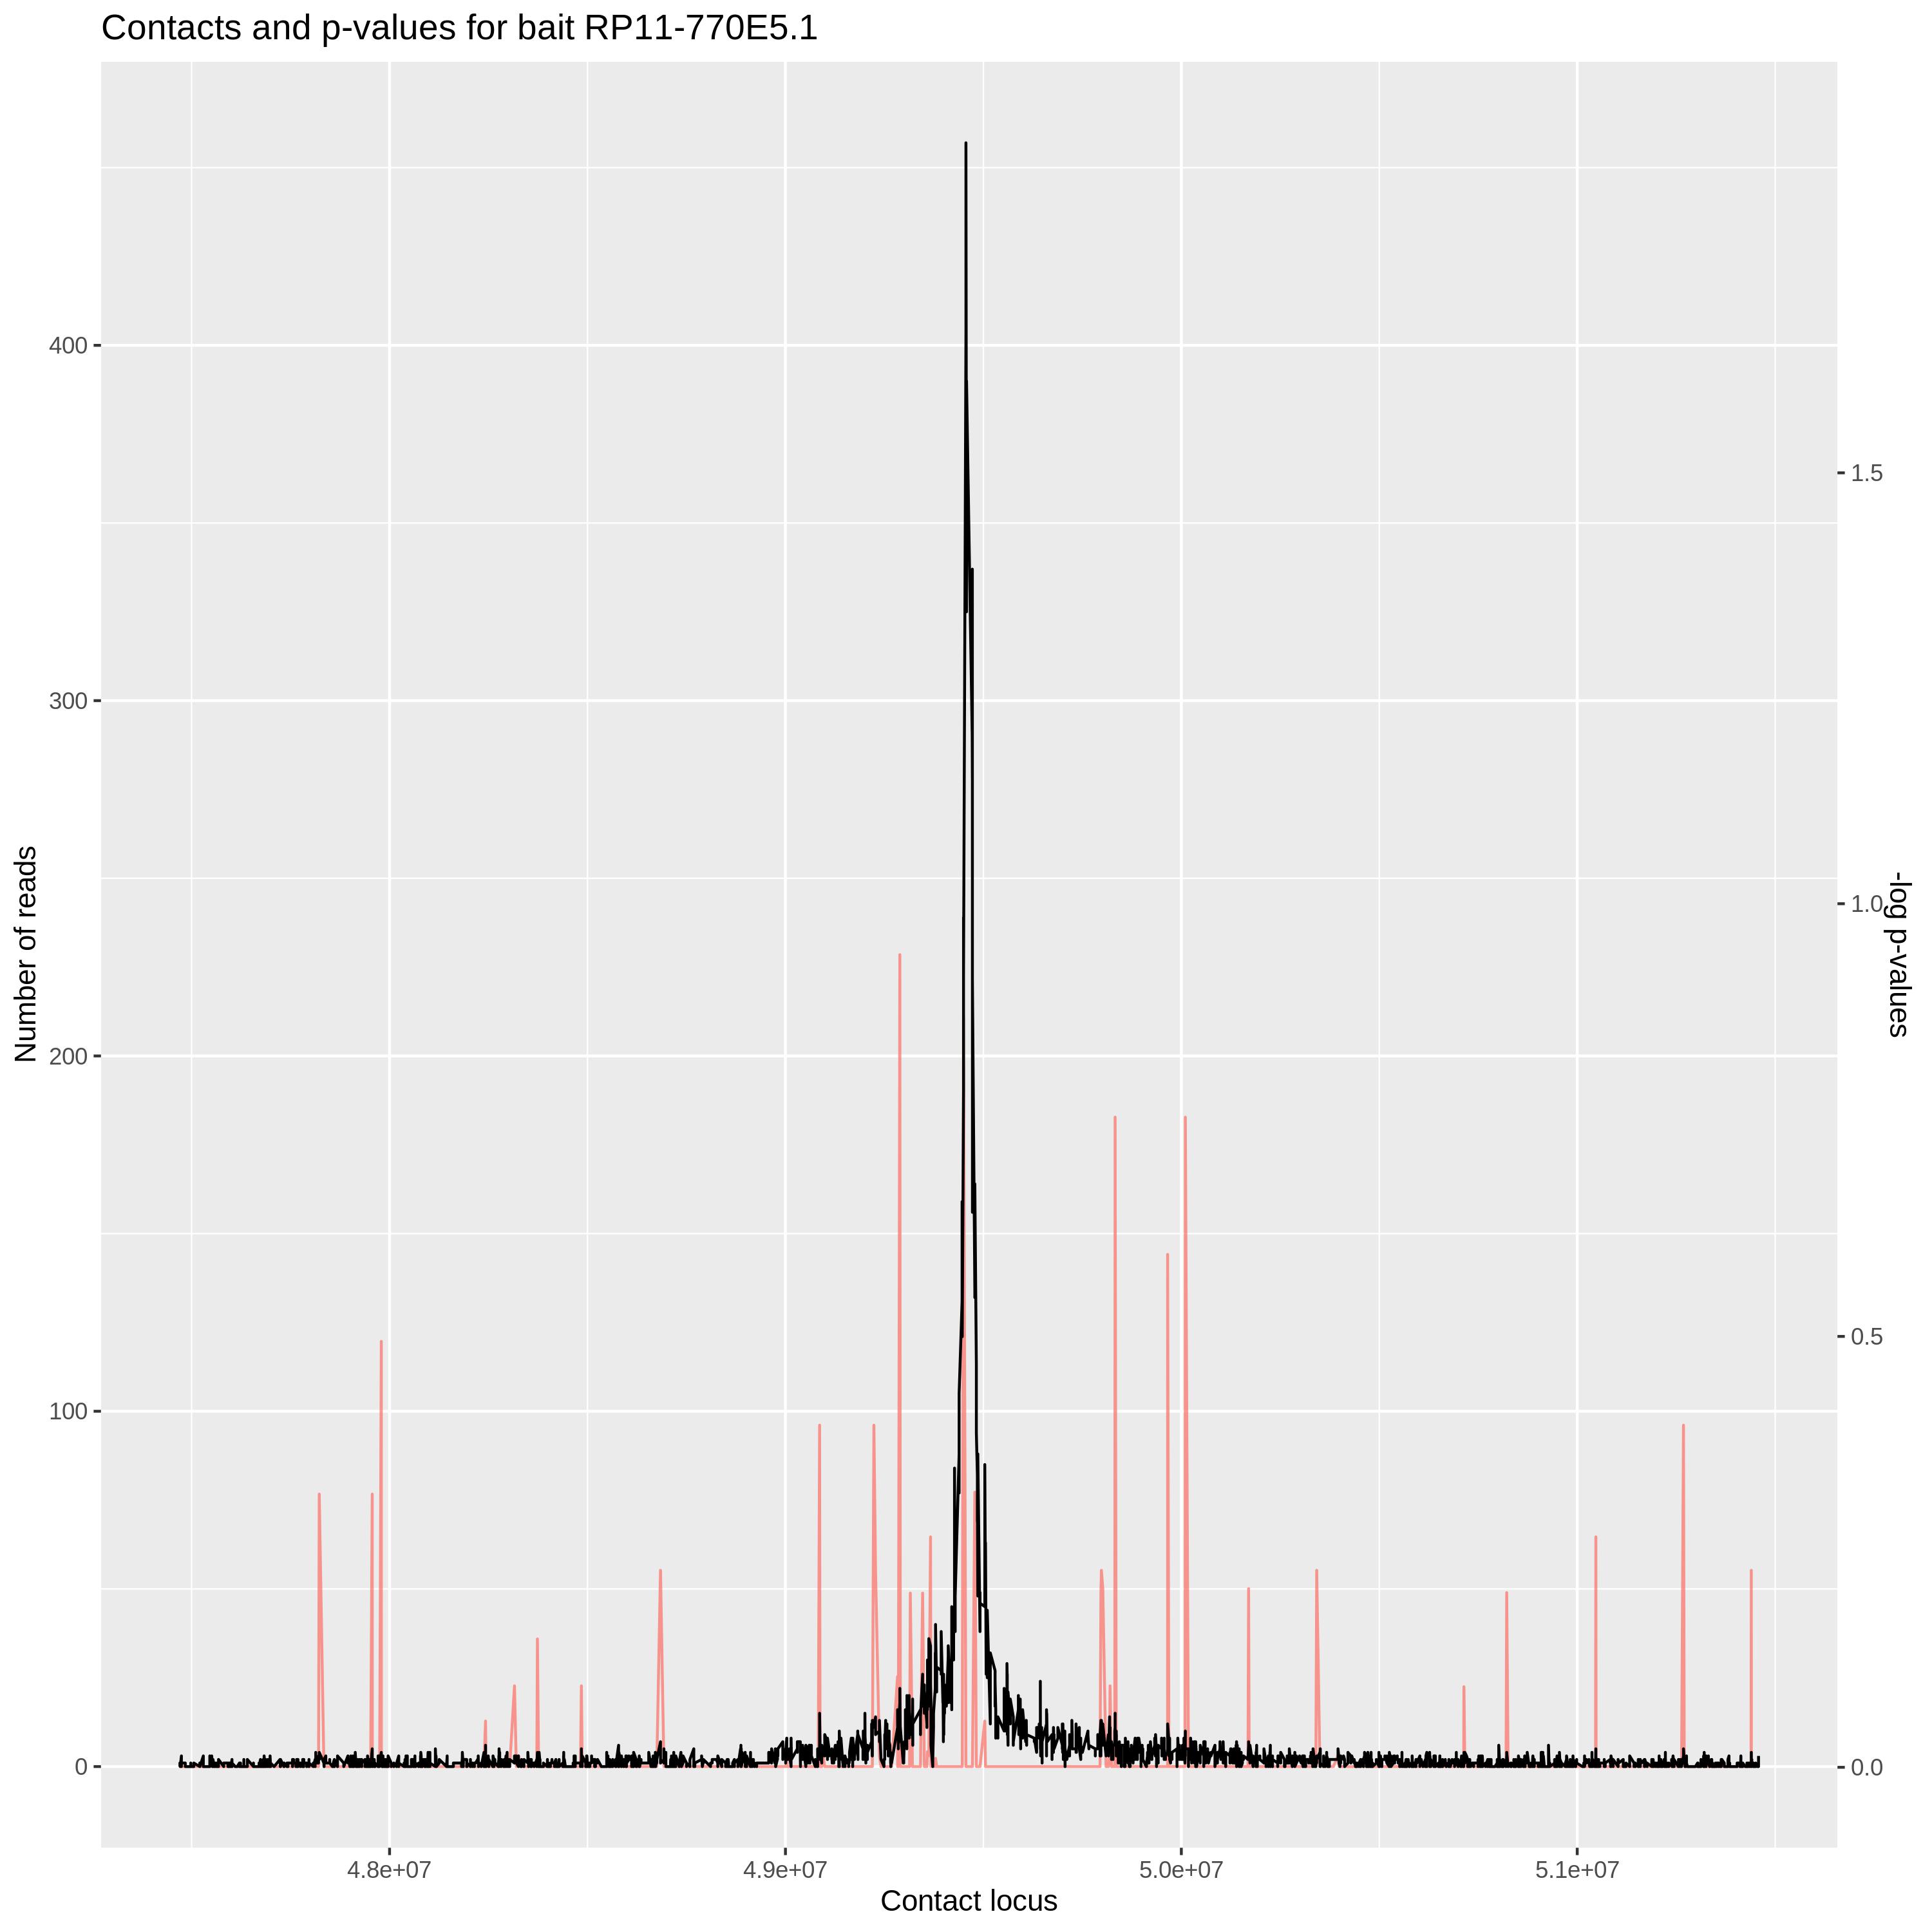 Contacts and p-values for bait RP11-770E5.1
400
300
200
100
0
Number of reads
1.5
1.0
0.5
0.0
-log p-values
4.8e+07
4.9e+07
5.0e+07
5.1e+07
Contact locus